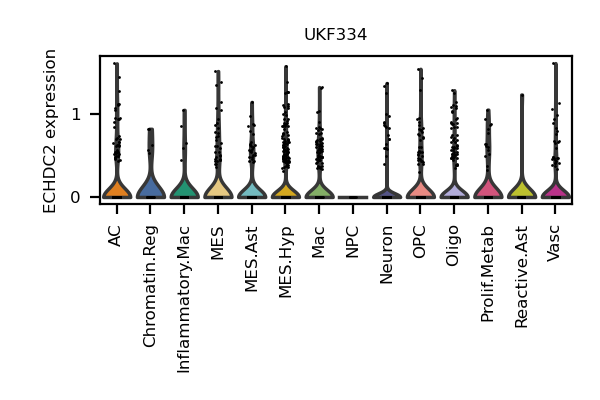 UKF334
ECHDC2 expression
1
0
AC
Chromatin.Reg
Inflammatory.Mac
MES
MES.Ast
MES.Hyp
Mac
NPC
Neuron
OPC
Oligo
Prolif.Metab
Reactive.Ast
Vasc